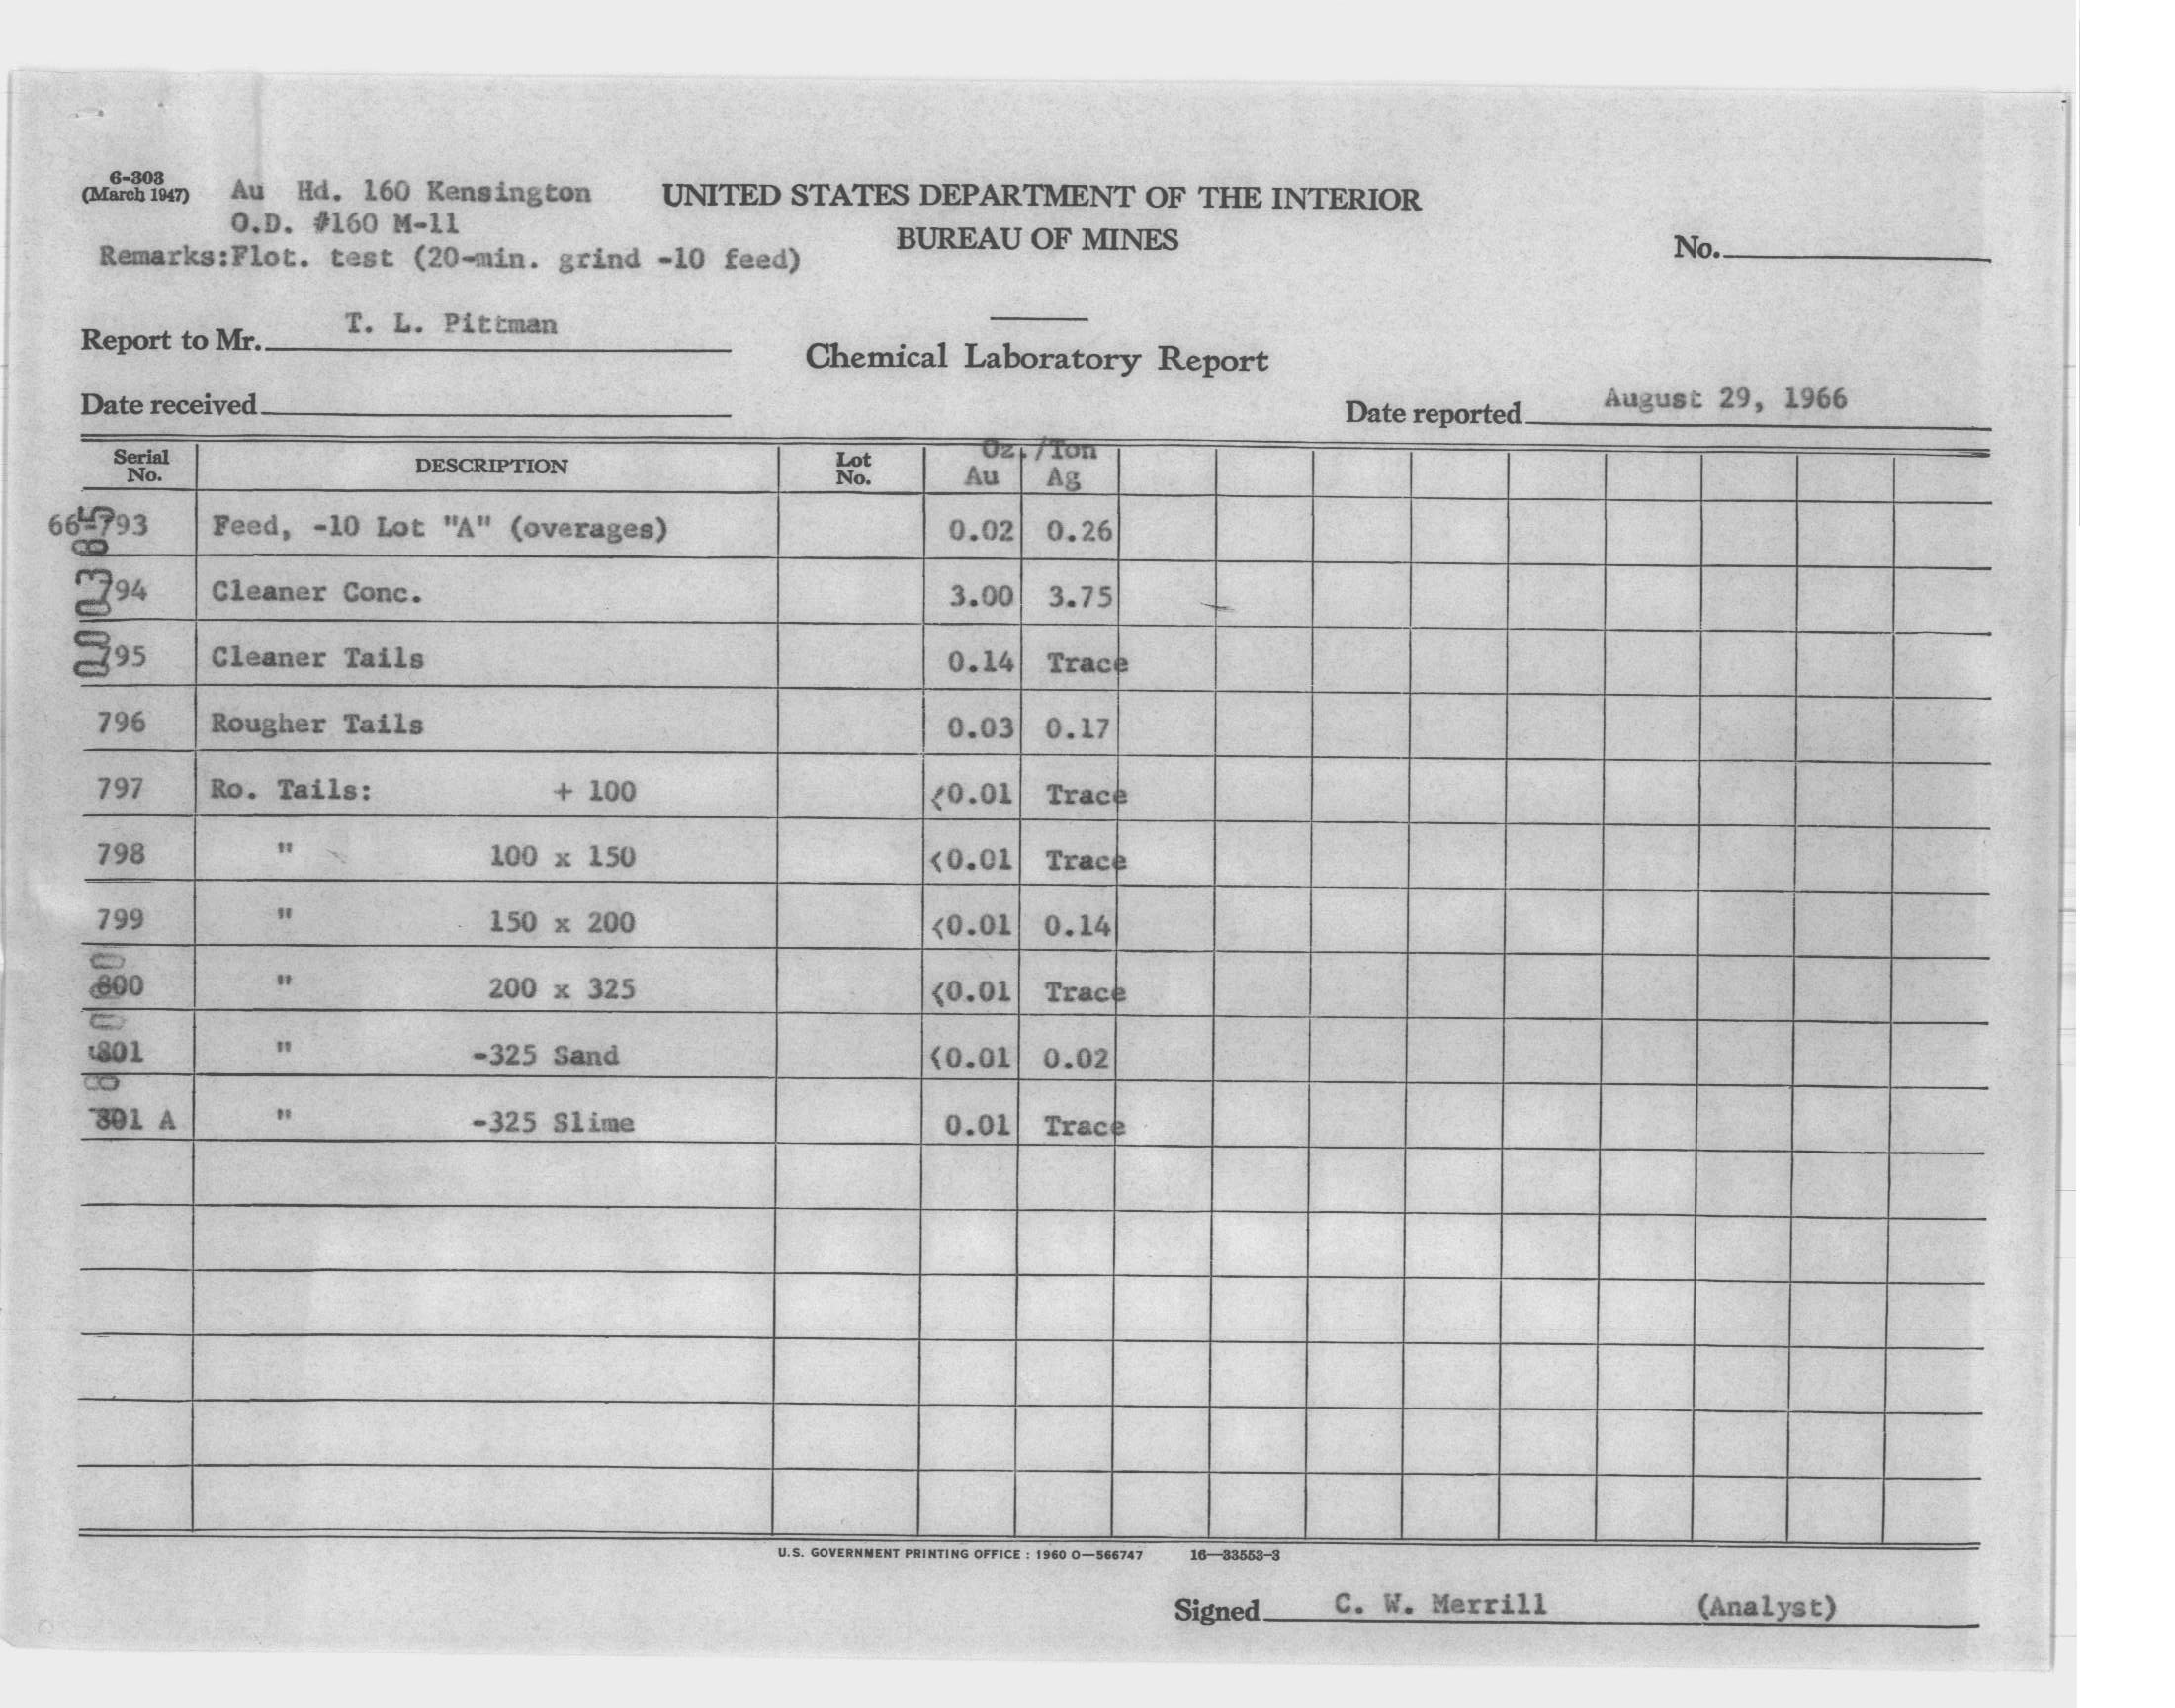 6-303
(March 1947)
Au Hd. 160 Kensington
O.D. #160 M-11
Remarks:Flot. test (20-min. grind -10 feed)
UNITED STATES DEPARTMENT OF THE INTERIOR
BUREAU OF MINES
No.
Report to Mr. T. L. Pittman
Chemical Laboratory Report
Date received
Date reported August 29, 1966
Oz./Ton
Serial No. DESCRIPTION Lot No. Au Ag
66-793 Feed, -10 Lot "A" (overages) 0.02 0.26
794 Cleaner Conc. 3.00 3.75
795 Cleaner Tails 0.14 Trace
796 Rougher Tails 0.03 0.17
797 Ro. Tails: + 100 <0.01 Trace
798 " 100 x 150 <0.01 Trace
799 " 150 x 200 <0.01 0.14
800 " 200 x 325 <0.01 Trace
801 " -325 Sand <0.01 0.02
801 A " -325 Slime 0.01 Trace
U.S. GOVERNMENT PRINTING OFFICE : 1960 O—566747 16—33553-3
Signed C. W. Merrill (Analyst)